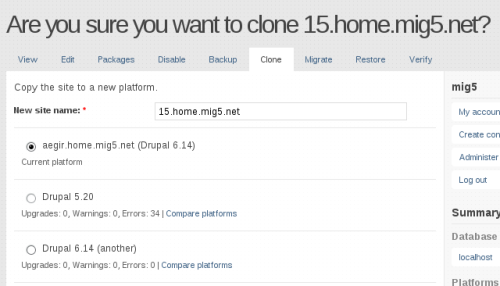 Are you sure you want to clone 15.home.mig5.net?
View Edit Packages Disable Backup Clone Migrate Restore Verify
Copy the site to a new platform.
New site name: * 15.home.mig5.net
aegir.home.mig5.net (Drupal 6.14)
Current platform
Drupal 5.20
Upgrades: 0, Warnings: 0, Errors: 34 | Compare platforms
Drupal 6.14 (another)
Upgrades: 0, Warnings: 0, Errors: 0 | Compare platforms
mig5
My accoun
Create con
Administer
Log out
Summary
Database
localhost
Platforms